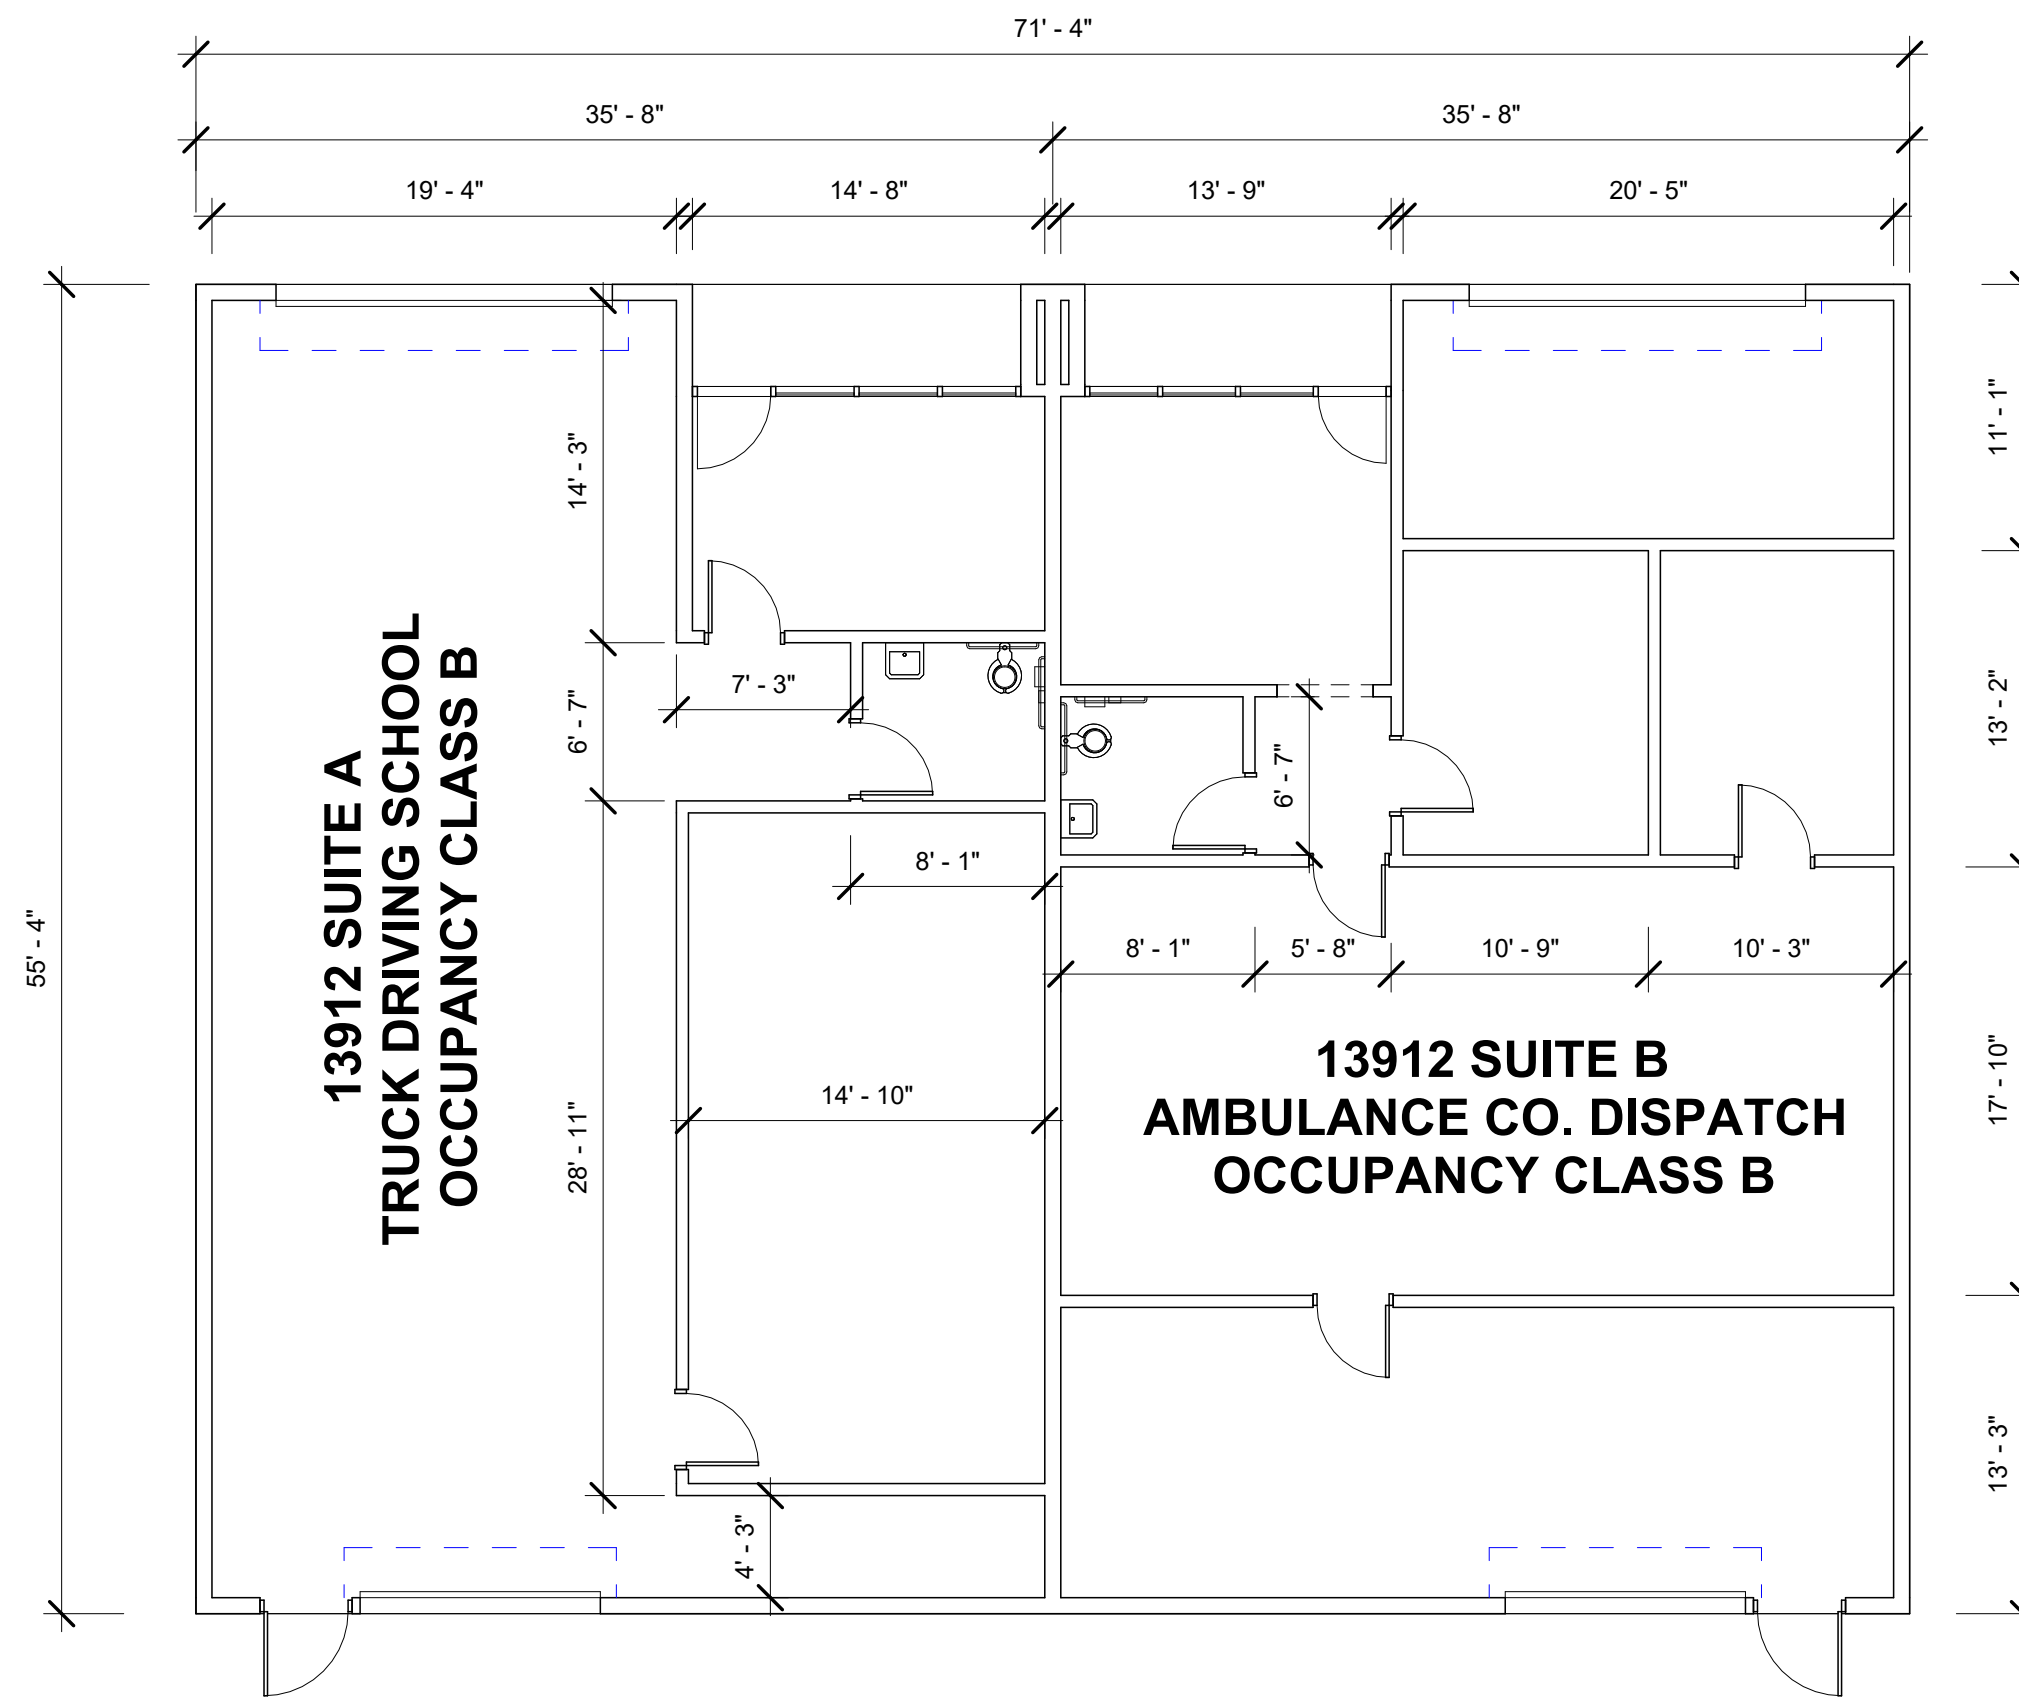 71' - 4"
35' - 8"
35' - 8"
19' - 4"
14' - 8"
13' - 9"
20' - 5"
11' - 1"
14' - 3"
13' - 2"
7' - 3"
6' - 7"
6' - 7"
13912 SUITE A
TRUCK DRIVING SCHOOL
OCCUPANCY CLASS B
8' - 1"
55' - 4"
8' - 1"
5' - 8"
10' - 9"
10' - 3"
13912 SUITE B
AMBULANCE CO. DISPATCH
OCCUPANCY CLASS B
17' - 10"
14' - 10"
28' - 11"
13' - 3"
4' - 3"